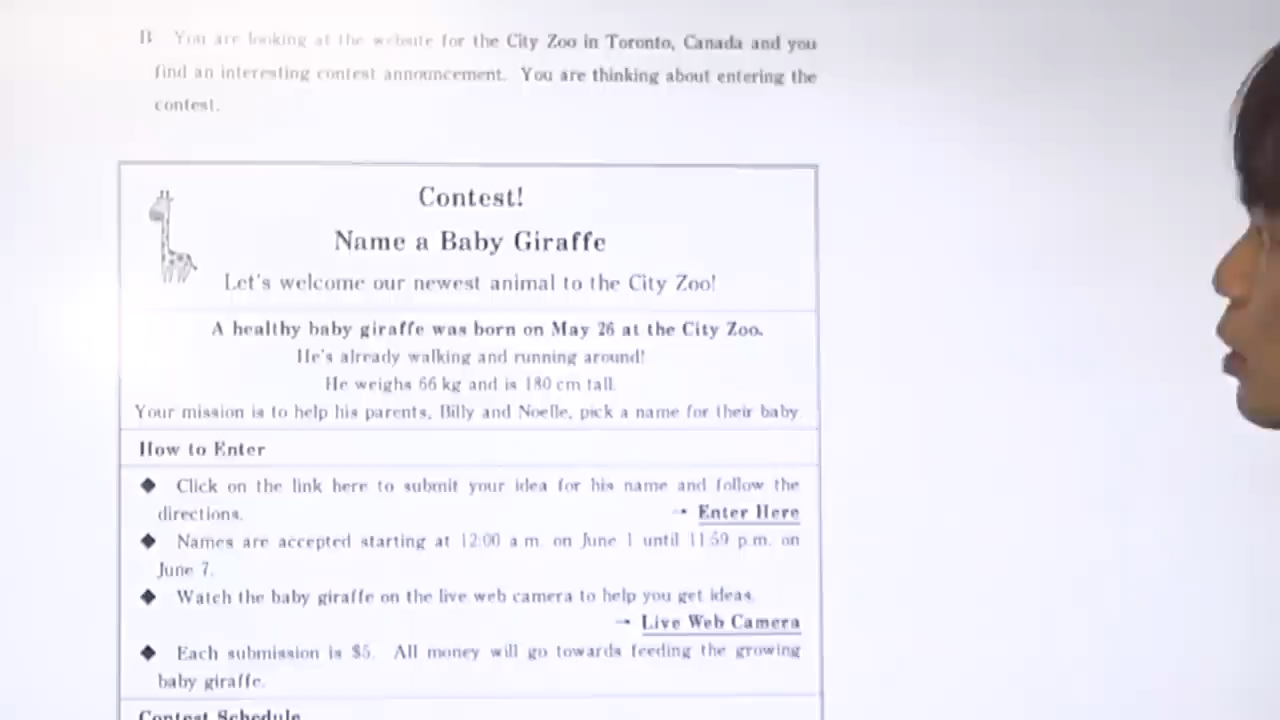 B You are looking at the website for the City Zoo in Toronto, Canada and you
find an interesting contest announcement. You are thinking about entering the
contest.
Contest!
Name a Baby Giraffe
Let's welcome our newest animal to the City Zoo!
A healthy baby giraffe was born on May 26 at the City Zoo.
He's already walking and running around!
He weighs 66 kg and is 180 cm tall.
Your mission is to help his parents, Billy and Noelle, pick a name for their baby.
How to Enter
◆ Click on the link here to submit your idea for his name and follow the
directions. → Enter Here
◆ Names are accepted starting at 12:00 a.m. on June 1 until 11:59 p.m. on
June 7.
◆ Watch the baby giraffe on the live web camera to help you get ideas.
→ Live Web Camera
◆ Each submission is $5. All money will go towards feeding the growing
baby giraffe.
Contest Schedule